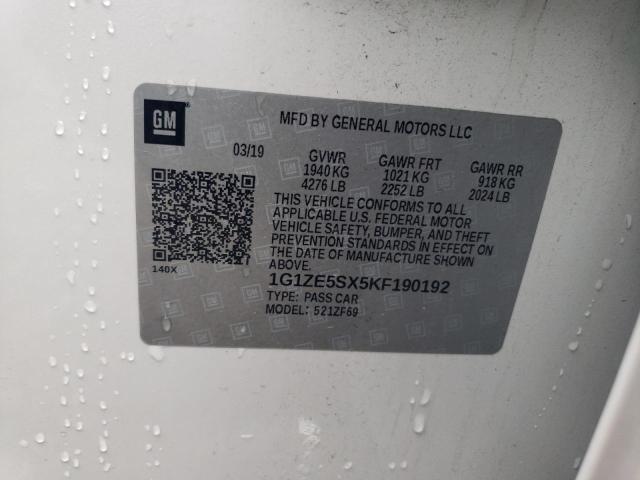 GM
MFD BY GENERAL MOTORS LLC
03/19 GVWR GAWR FRT GAWR RR
1940 KG 1021 KG 918 KG
4276 LB 2252 LB 2024 LB
THIS VEHICLE CONFORMS TO ALL
APPLICABLE U.S. FEDERAL MOTOR
VEHICLE SAFETY, BUMPER, AND THEFT
PREVENTION STANDARDS IN EFFECT ON
THE DATE OF MANUFACTURE SHOWN
ABOVE.
140X
1G1ZE5SX5KF190192
TYPE: PASS CAR
MODEL: 521ZF69